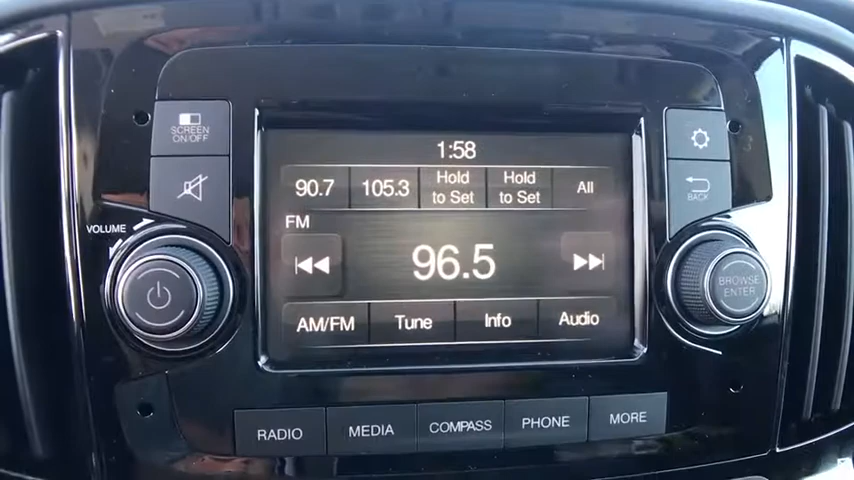 SCREEN
ON/OFF
VOLUME
1:58
90.7
105.3
Hold
to Set
Hold
to Set
All
FM
96.5
AM/FM
Tune
Info
Audio
BACK
BROWSE
ENTER
RADIO
MEDIA
COMPASS
PHONE
MORE